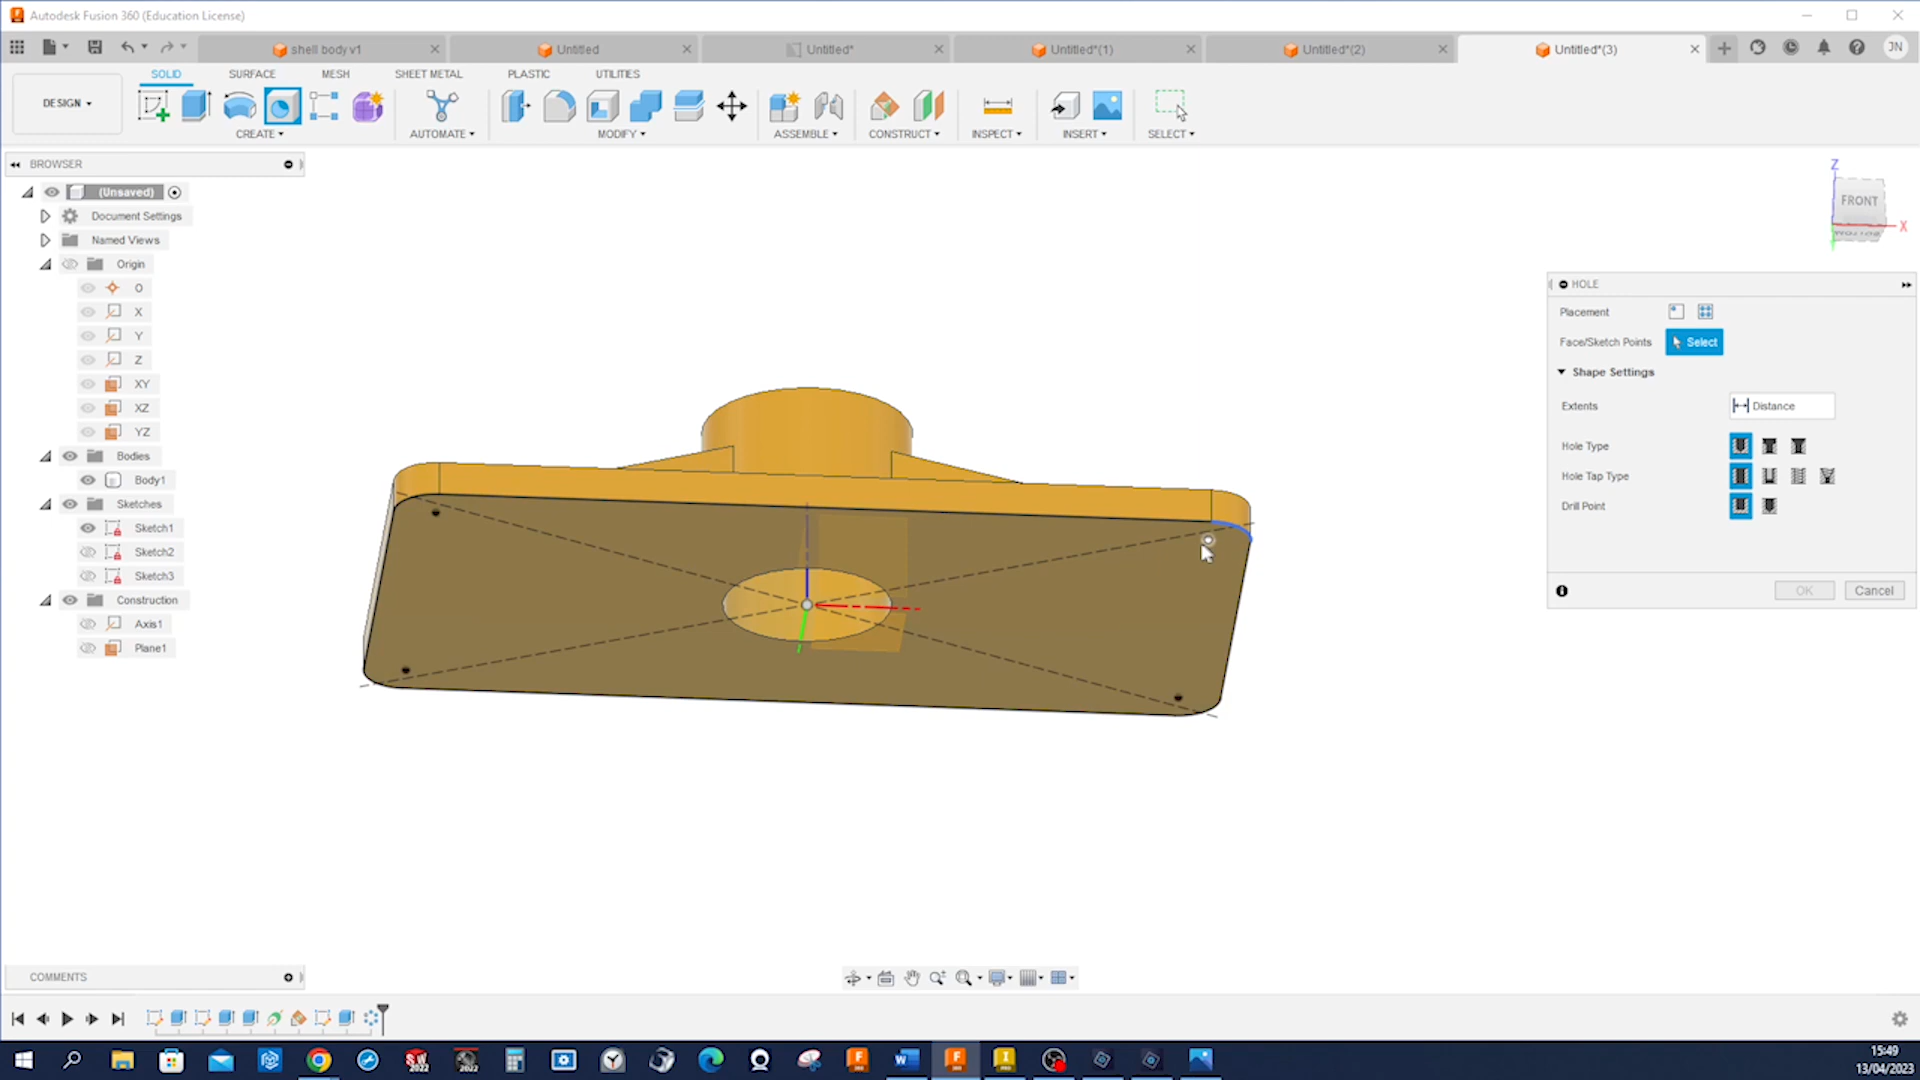 Autodesk Fusion 360 (Education License)
shell body v1
Untitled
Untitled*
Untitled*(1)
Untitled*(2)
Untitled*(3)
JN
SOLID
SURFACE
MESH
SHEET METAL
PLASTIC
UTILITIES
DESIGN
CREATE
AUTOMATE
MODIFY
ASSEMBLE
CONSTRUCT
INSPECT
INSERT
SELECT
BROWSER
(Unsaved)
Document Settings
Named Views
Origin
O
X
Y
Z
XY
XZ
YZ
Bodies
Body1
Sketches
Sketch1
Sketch2
Sketch3
Construction
Axis1
Plane1
Z
FRONT
BOTTOM
X
HOLE
Placement
Face/Sketch Points
Select
Shape Settings
Extents
Distance
Hole Type
Hole Tap Type
Drill Point
OK
Cancel
COMMENTS
SW
2022
2022
F
W
F
I
15:49
13/04/2023